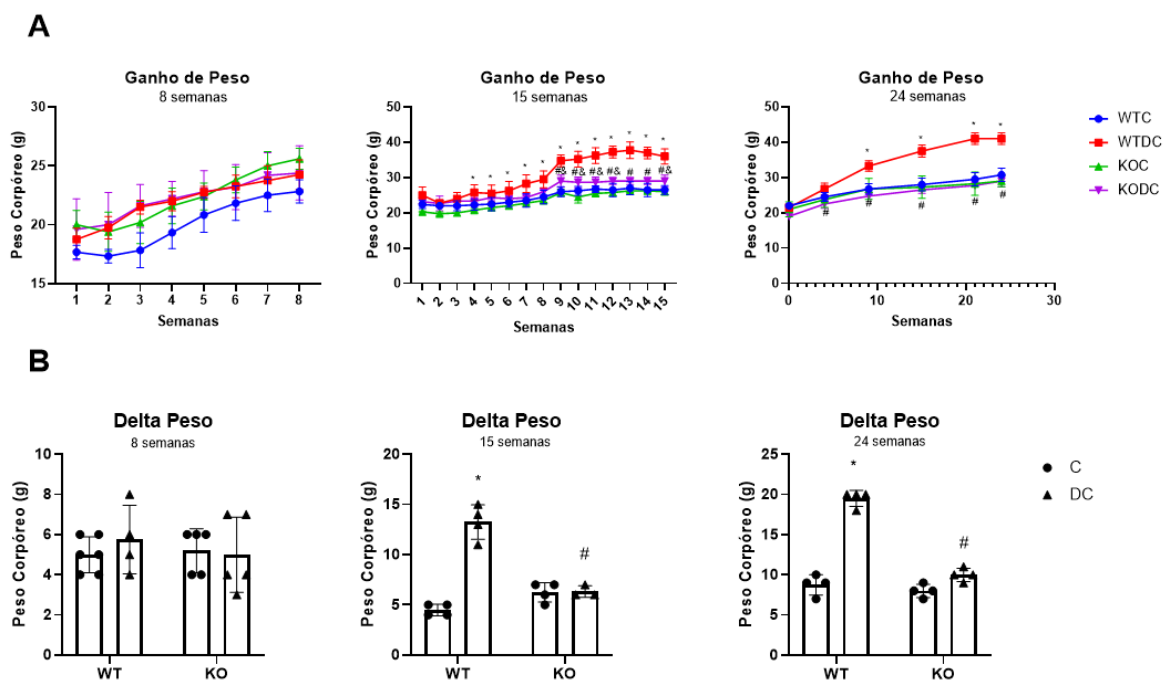 A
Ganho de Peso
8 semanas
Peso Corpóreo (g)
30
25
20
15
1 2 3 4 5 6 7 8
Semanas
Ganho de Peso
15 semanas
Peso Corpóreo (g)
50
40
30
20
10
0
* * * * * * * * * * * *
#& #& #& #& # # #&
1 2 3 4 5 6 7 8 9 10 11 12 13 14 15
Semanas
Ganho de Peso
24 semanas
Peso Corpóreo (g)
50
40
30
20
10
0
* * * *
# # # # #
0 10 20 30
Semanas
WTC
WTDC
KOC
KODC
B
Delta Peso
8 semanas
Peso Corpóreo (g)
10
8
6
4
2
0
WT KO
Delta Peso
15 semanas
Peso Corpóreo (g)
20
15
10
5
0
*
#
WT KO
Delta Peso
24 semanas
Peso Corpóreo (g)
25
20
15
10
5
0
*
#
WT KO
C
DC